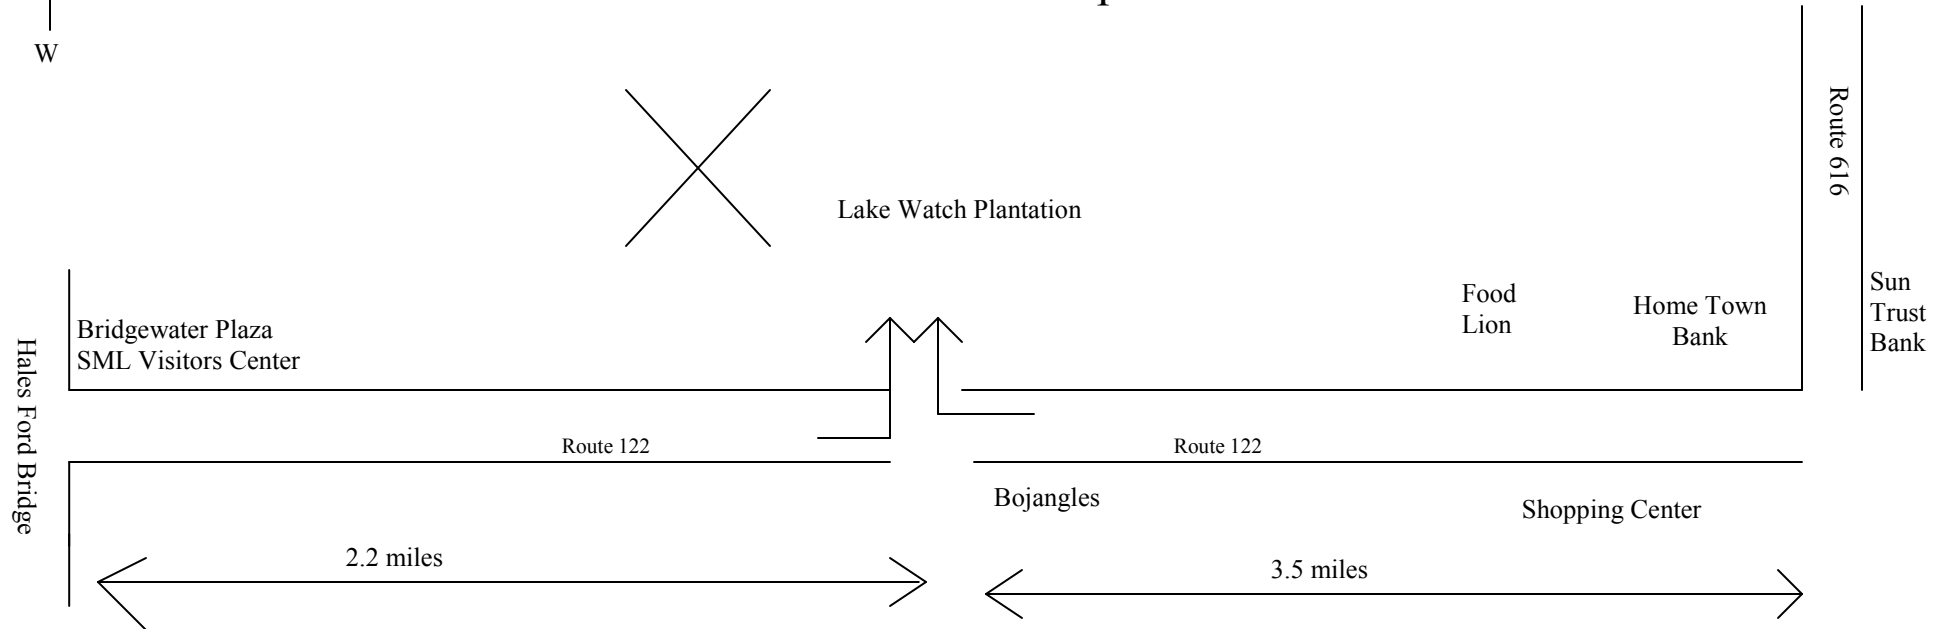 W
Route 616
Lake Watch Plantation
Bridgewater Plaza
SML Visitors Center
Food
Lion
Home Town
Bank
Sun
Trust
Bank
Hales Ford Bridge
Route 122
Route 122
Bojangles
Shopping Center
2.2 miles
3.5 miles